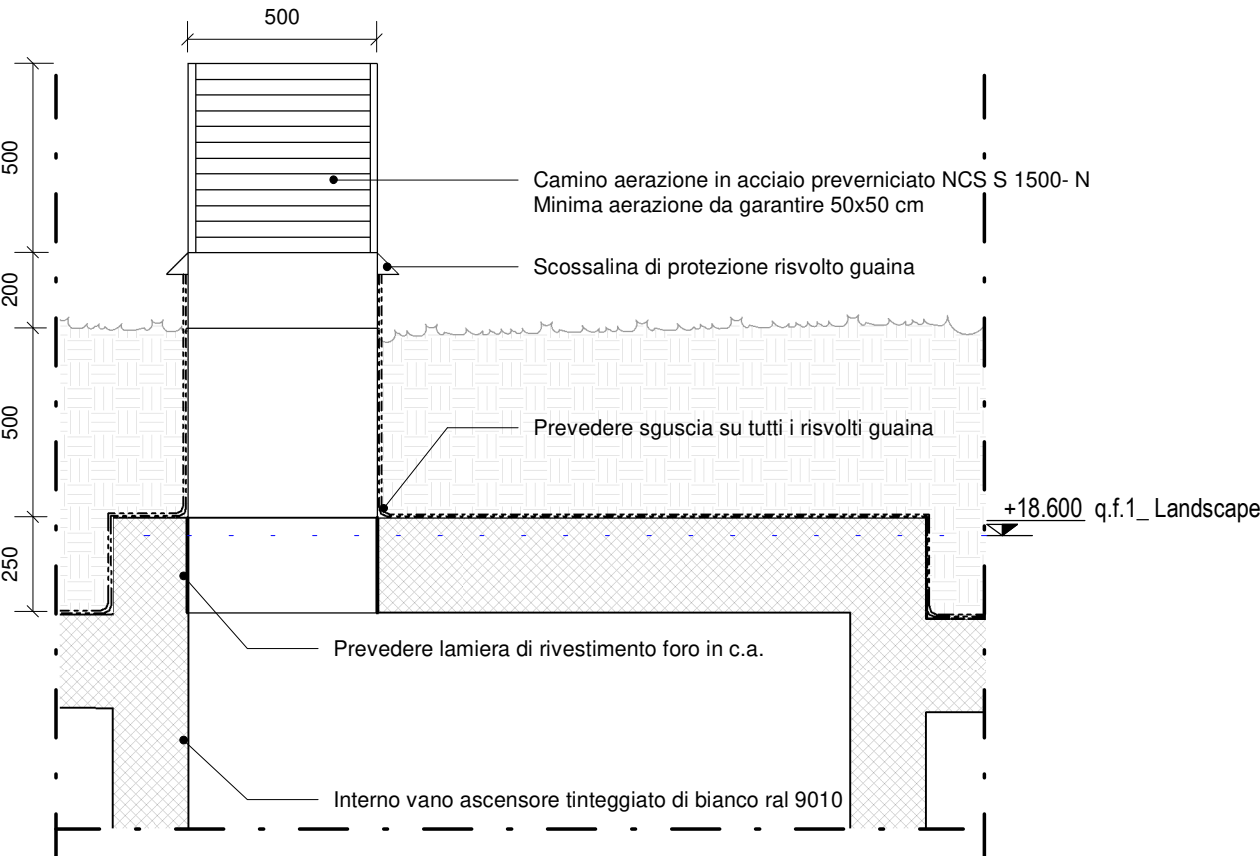 500
500
Camino aerazione in acciaio preverniciato NCS S 1500- N
Minima aerazione da garantire 50x50 cm
Scossalina di protezione risvolto guaina
200
500
Prevedere sguscia su tutti i risvolti guaina
+18.600 q.f.1_ Landscape
250
Prevedere lamiera di rivestimento foro in c.a.
Interno vano ascensore tinteggiato di bianco ral 9010